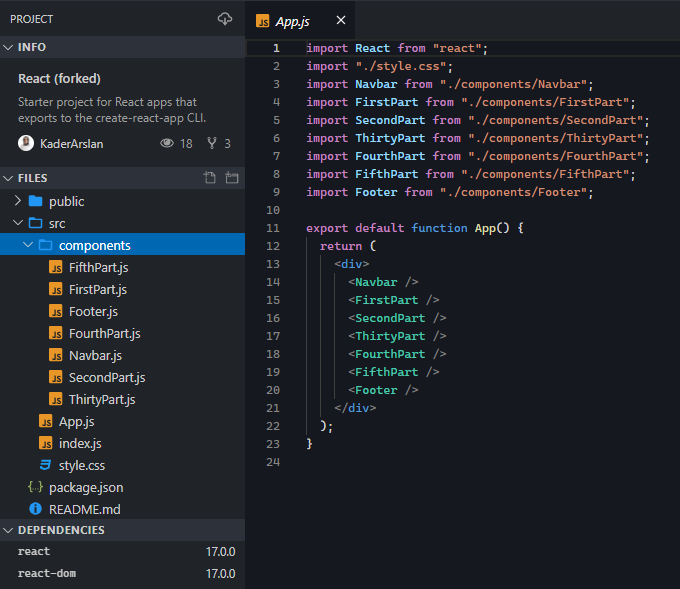 PROJECT
INFO
React (forked)
Starter project for React apps that
exports to the create-react-app CLI.
KaderArslan 18 3
FILES
public
src
components
FifthPart.js
FirstPart.js
Footer.js
FourthPart.js
Navbar.js
SecondPart.js
ThirtyPart.js
App.js
index.js
style.css
package.json
README.md
DEPENDENCIES
react 17.0.0
react-dom 17.0.0
App.js
1 import React from "react";
2 import "./style.css";
3 import Navbar from "./components/Navbar";
4 import FirstPart from "./components/FirstPart";
5 import SecondPart from "./components/SecondPart";
6 import ThirtyPart from "./components/ThirtyPart";
7 import FourthPart from "./components/FourthPart";
8 import FifthPart from "./components/FifthPart";
9 import Footer from "./components/Footer";
10
11 export default function App() {
12 return (
13 <div>
14 <Navbar />
15 <FirstPart />
16 <SecondPart />
17 <ThirtyPart />
18 <FourthPart />
19 <FifthPart />
20 <Footer />
21 </div>
22 );
23 }
24